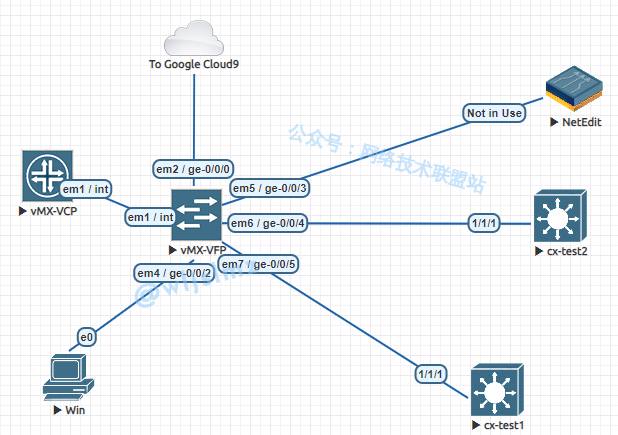 To Google Cloud9
Not in Use
NetEdit
公众号：网络技术联盟站
em2 / ge-0/0/0
em1 / int
em5 / ge-0/0/3
vMX-VCP
em1 / int
em6 / ge-0/0/4
1/1/1
vMX-VFP
cx-test2
em7 / ge-0/0/5
em4 / ge-0/0/2
e0
1/1/1
Win
cx-test1